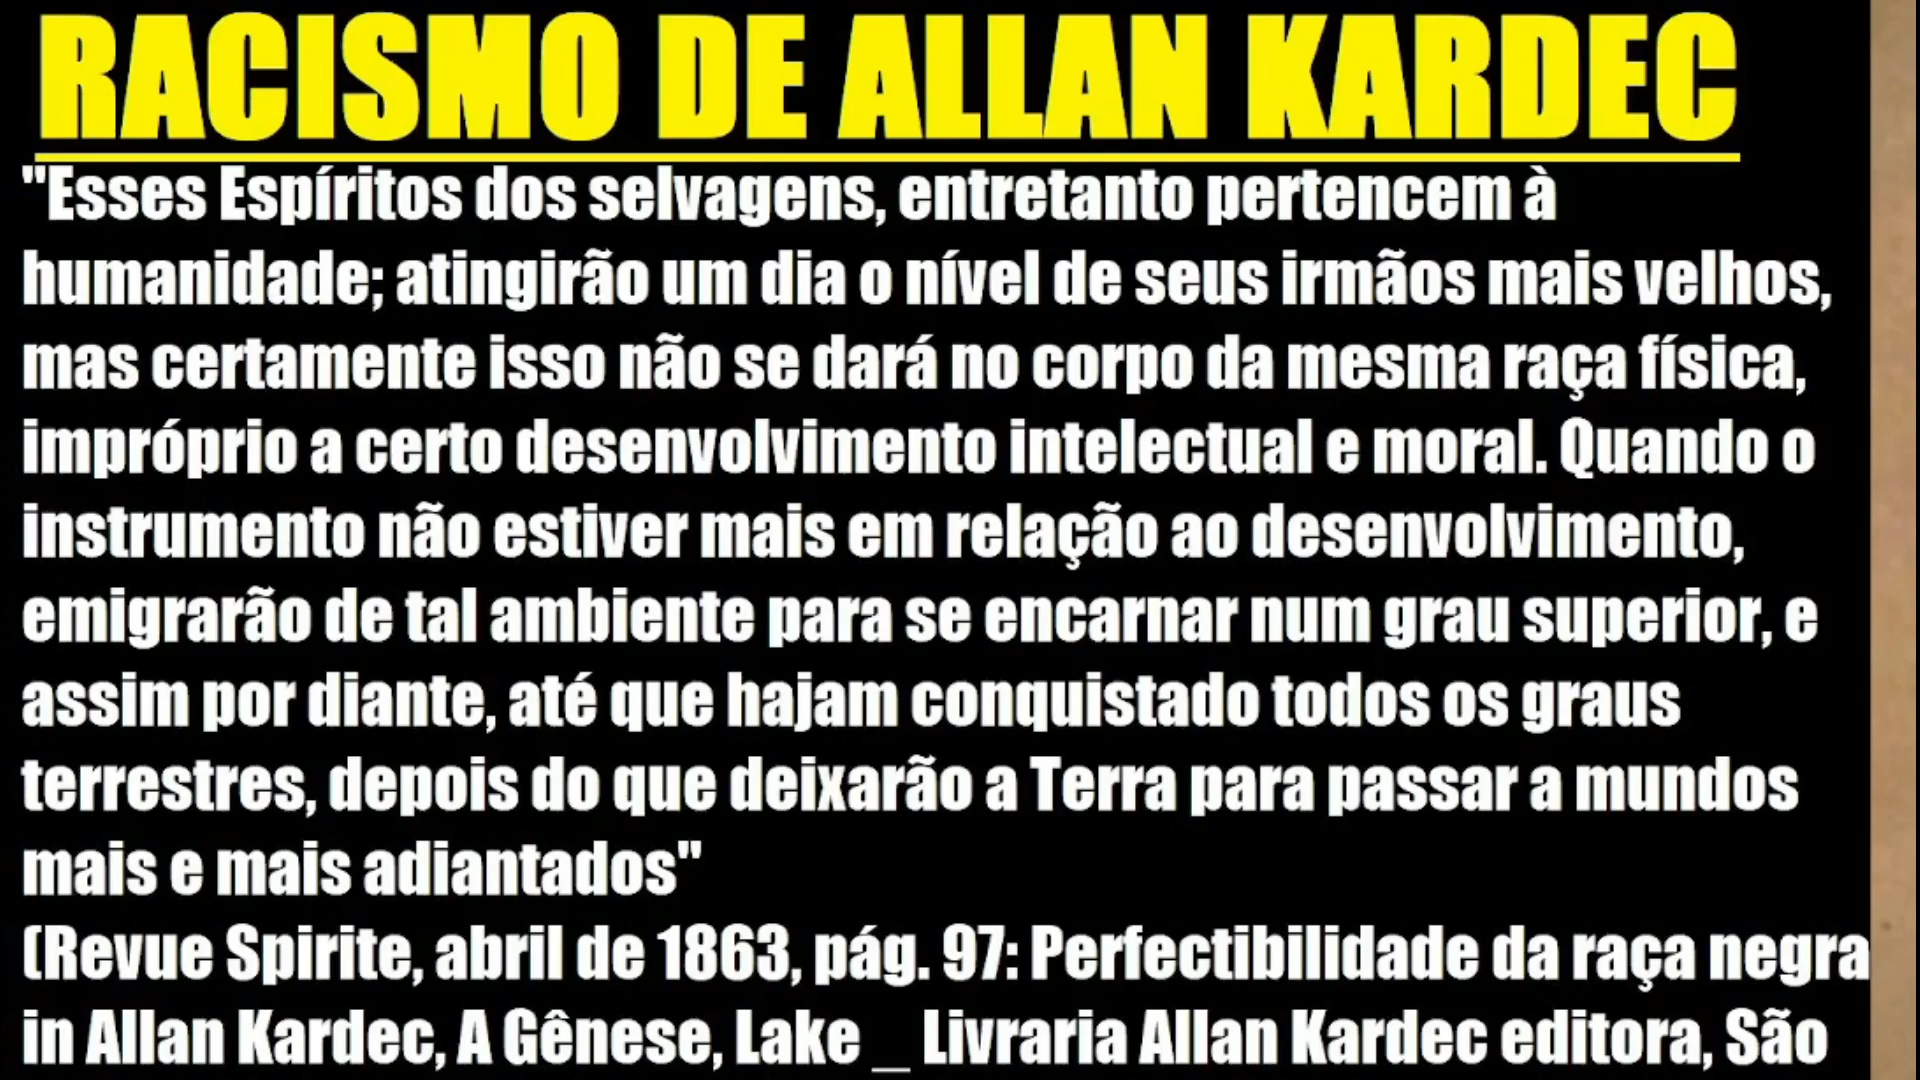 RACISMO DE ALLAN KARDEC
"Esses Espíritos dos selvagens, entretanto pertencem à
humanidade; atingirão um dia o nível de seus irmãos mais velhos,
mas certamente isso não se dará no corpo da mesma raça física,
impróprio a certo desenvolvimento intelectual e moral. Quando o
instrumento não estiver mais em relação ao desenvolvimento,
emigrarão de tal ambiente para se encarnar num grau superior, e
assim por diante, até que hajam conquistado todos os graus
terrestres, depois do que deixarão a Terra para passar a mundos
mais e mais adiantados"
(Revue Spirite, abril de 1863, pág. 97: Perfectibilidade da raça negra
in Allan Kardec, A Gênese, Lake _ Livraria Allan Kardec editora, São